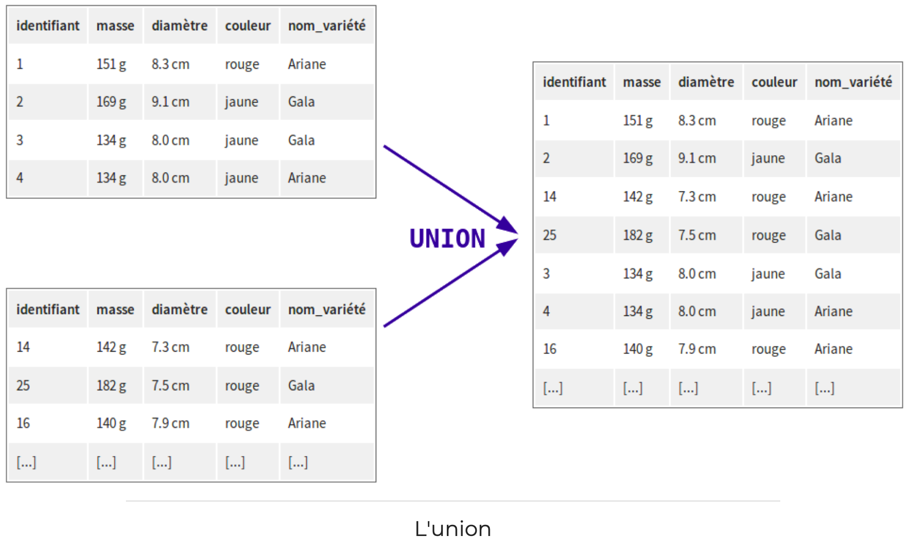 identifiant masse diamètre couleur nom_variété
1 151 g 8.3 cm rouge Ariane
2 169 g 9.1 cm jaune Gala
3 134 g 8.0 cm jaune Gala
4 134 g 8.0 cm jaune Ariane
UNION
identifiant masse diamètre couleur nom_variété
14 142 g 7.3 cm rouge Ariane
25 182 g 7.5 cm rouge Gala
16 140 g 7.9 cm rouge Ariane
[...] [...] [...] [...] [...]
identifiant masse diamètre couleur nom_variété
1 151 g 8.3 cm rouge Ariane
2 169 g 9.1 cm jaune Gala
14 142 g 7.3 cm rouge Ariane
25 182 g 7.5 cm rouge Gala
3 134 g 8.0 cm jaune Gala
4 134 g 8.0 cm jaune Ariane
16 140 g 7.9 cm rouge Ariane
[...] [...] [...] [...] [...]
L'union